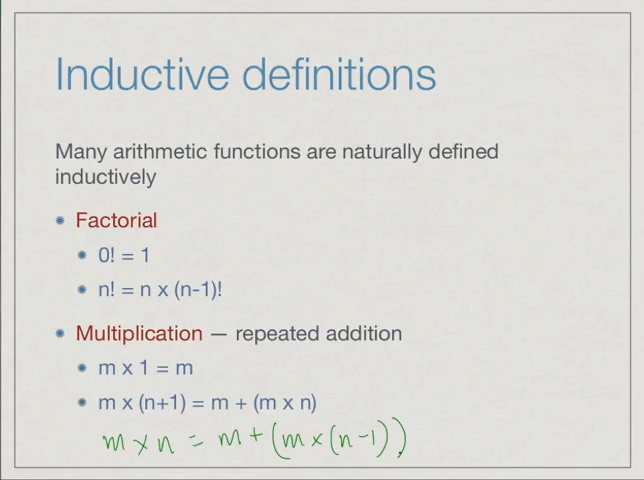 Inductive definitions
Many arithmetic functions are naturally defined
inductively
Factorial
0! = 1
n! = n x (n-1)!
Multiplication — repeated addition
m x 1 = m
m x (n+1) = m + (m x n)
m x n = m + (m x (n-1))